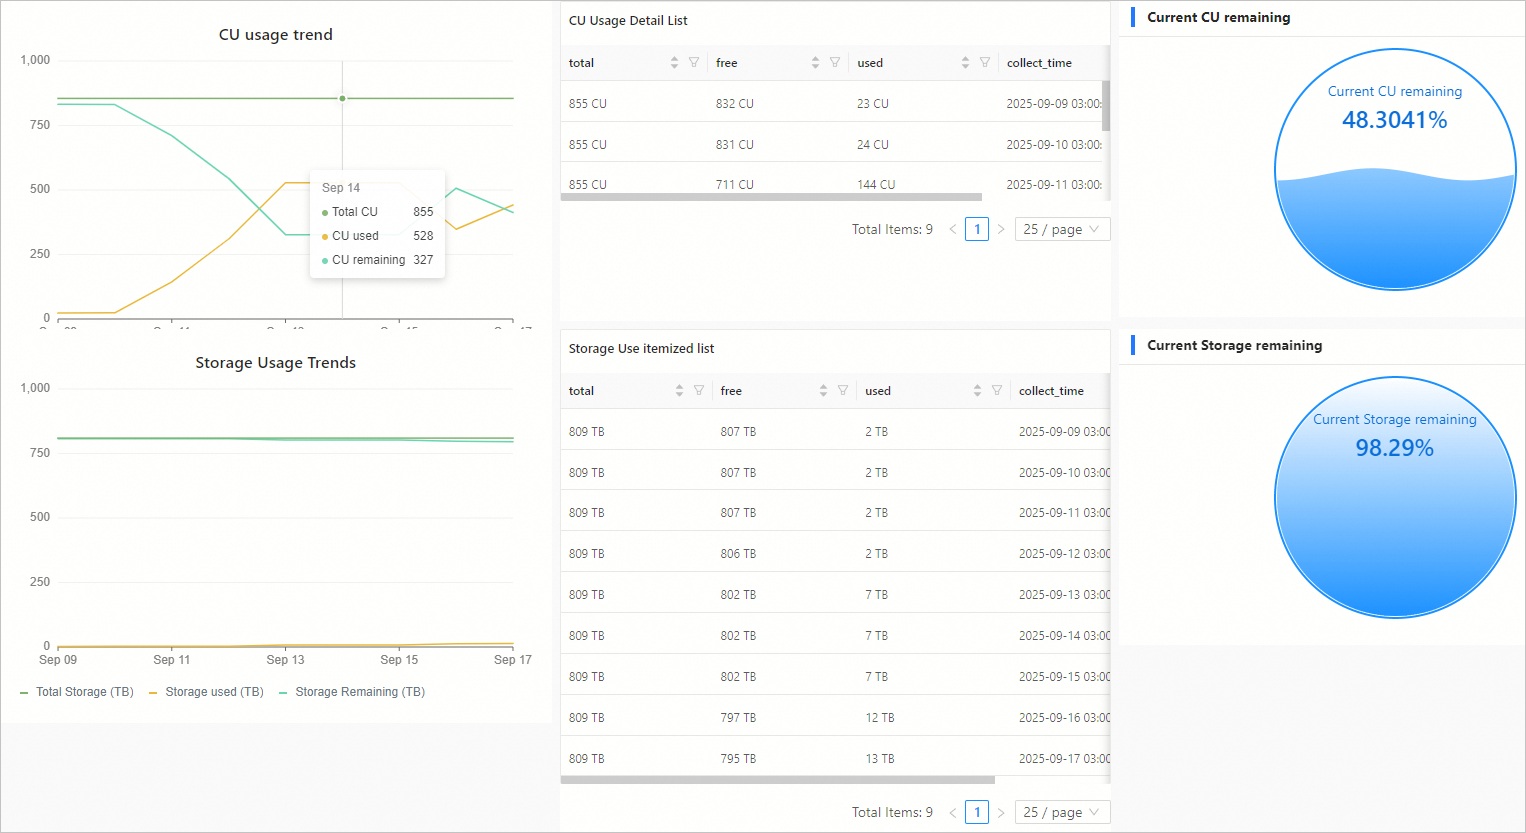 CU usage trend
1,000
750
500
250
0
Sep 14
Total CU 855
CU used 528
CU remaining 327
CU Usage Detail List
total free used collect_time
855 CU 832 CU 23 CU 2025-09-09 03:00:
855 CU 831 CU 24 CU 2025-09-10 03:00:
855 CU 711 CU 144 CU 2025-09-11 03:00:
Total Items: 9 < 1 > 25 / page
Current CU remaining
Current CU remaining
48.3041%
Storage Usage Trends
1,000
750
500
250
0
Sep 09 Sep 11 Sep 13 Sep 15 Sep 17
Total Storage (TB) Storage used (TB) Storage Remaining (TB)
Storage Use itemized list
total free used collect_time
809 TB 807 TB 2 TB 2025-09-09 03:00
809 TB 807 TB 2 TB 2025-09-10 03:00
809 TB 807 TB 2 TB 2025-09-11 03:00
809 TB 806 TB 2 TB 2025-09-12 03:00
809 TB 802 TB 7 TB 2025-09-13 03:00
809 TB 802 TB 7 TB 2025-09-14 03:00
809 TB 802 TB 7 TB 2025-09-15 03:00
809 TB 797 TB 12 TB 2025-09-16 03:00
809 TB 795 TB 13 TB 2025-09-17 03:00
Total Items: 9 < 1 > 25 / page
Current Storage remaining
Current Storage remaining
98.29%